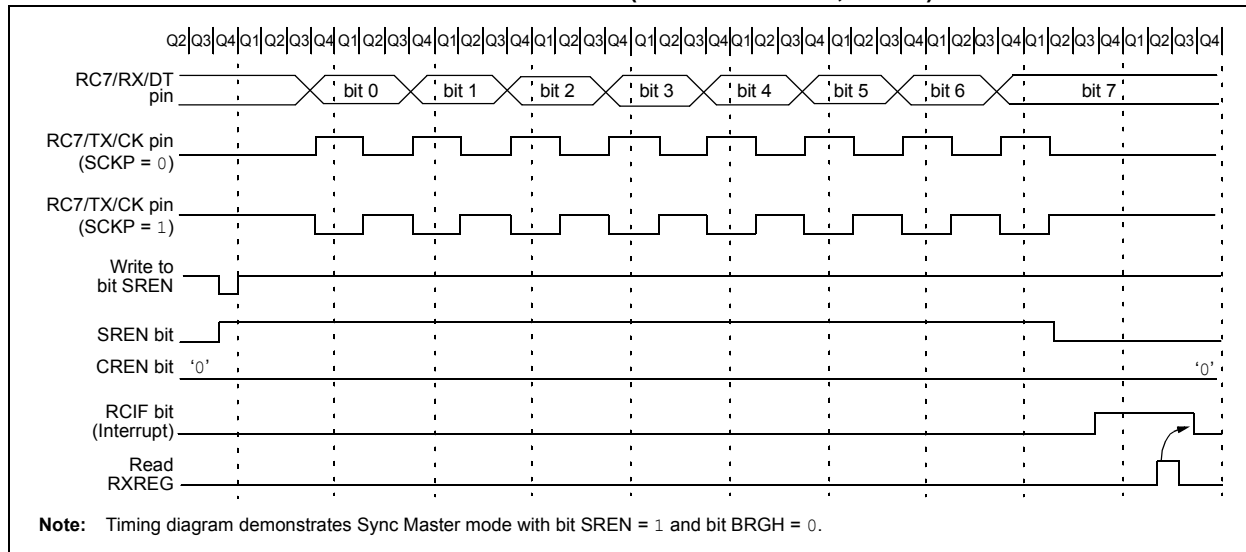 Q2 Q3 Q4 Q1 Q2 Q3 Q4 Q1 Q2 Q3 Q4 Q1 Q2 Q3 Q4 Q1 Q2 Q3 Q4 Q1 Q2 Q3 Q4 Q1 Q2 Q3 Q4 Q1 Q2 Q3 Q4 Q1 Q2 Q3 Q4 Q1 Q2 Q3 Q4 Q1 Q2 Q3 Q4
RC7/RX/DT
pin
bit 0 bit 1 bit 2 bit 3 bit 4 bit 5 bit 6 bit 7
RC7/TX/CK pin
(SCKP = 0)
RC7/TX/CK pin
(SCKP = 1)
Write to
bit SREN
SREN bit
CREN bit '0' '0'
RCIF bit
(Interrupt)
Read
RXREG
Note: Timing diagram demonstrates Sync Master mode with bit SREN = 1 and bit BRGH = 0.